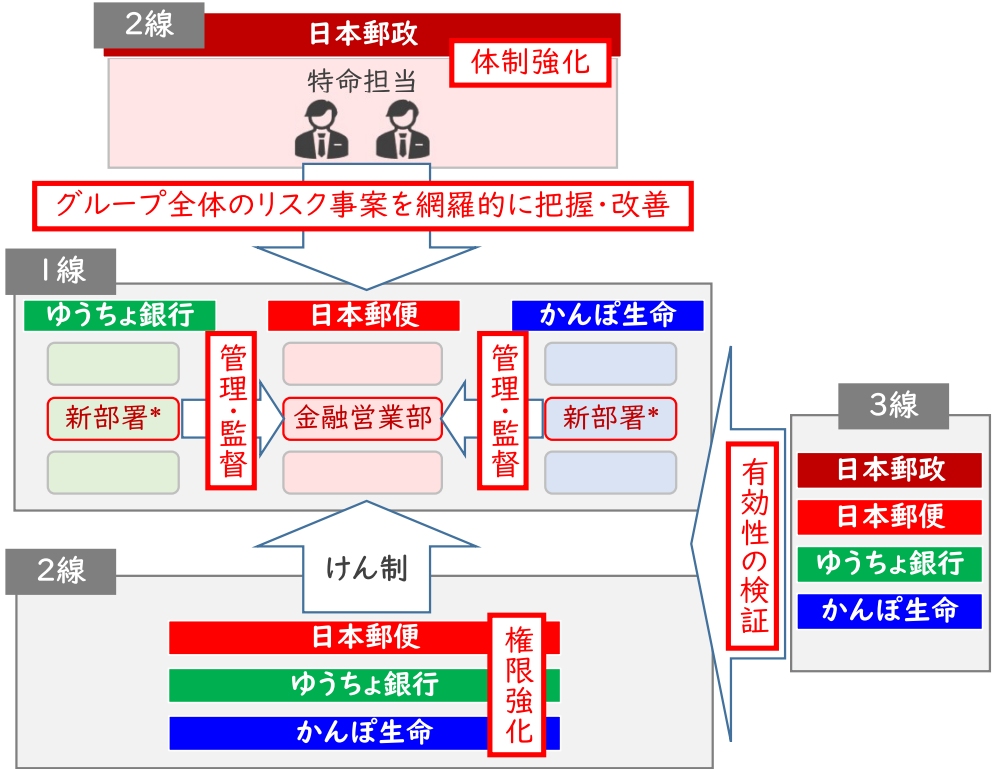 2線
日本郵政
体制強化
特命担当
グループ全体のリスク事案を網羅的に把握・改善
1線
ゆうちょ銀行
日本郵便
かんぽ生命
管理・監督
管理・監督
新部署*
金融営業部
新部署*
けん制
2線
日本郵便
ゆうちょ銀行
かんぽ生命
権限強化
有効性の検証
3線
日本郵政
日本郵便
ゆうちょ銀行
かんぽ生命